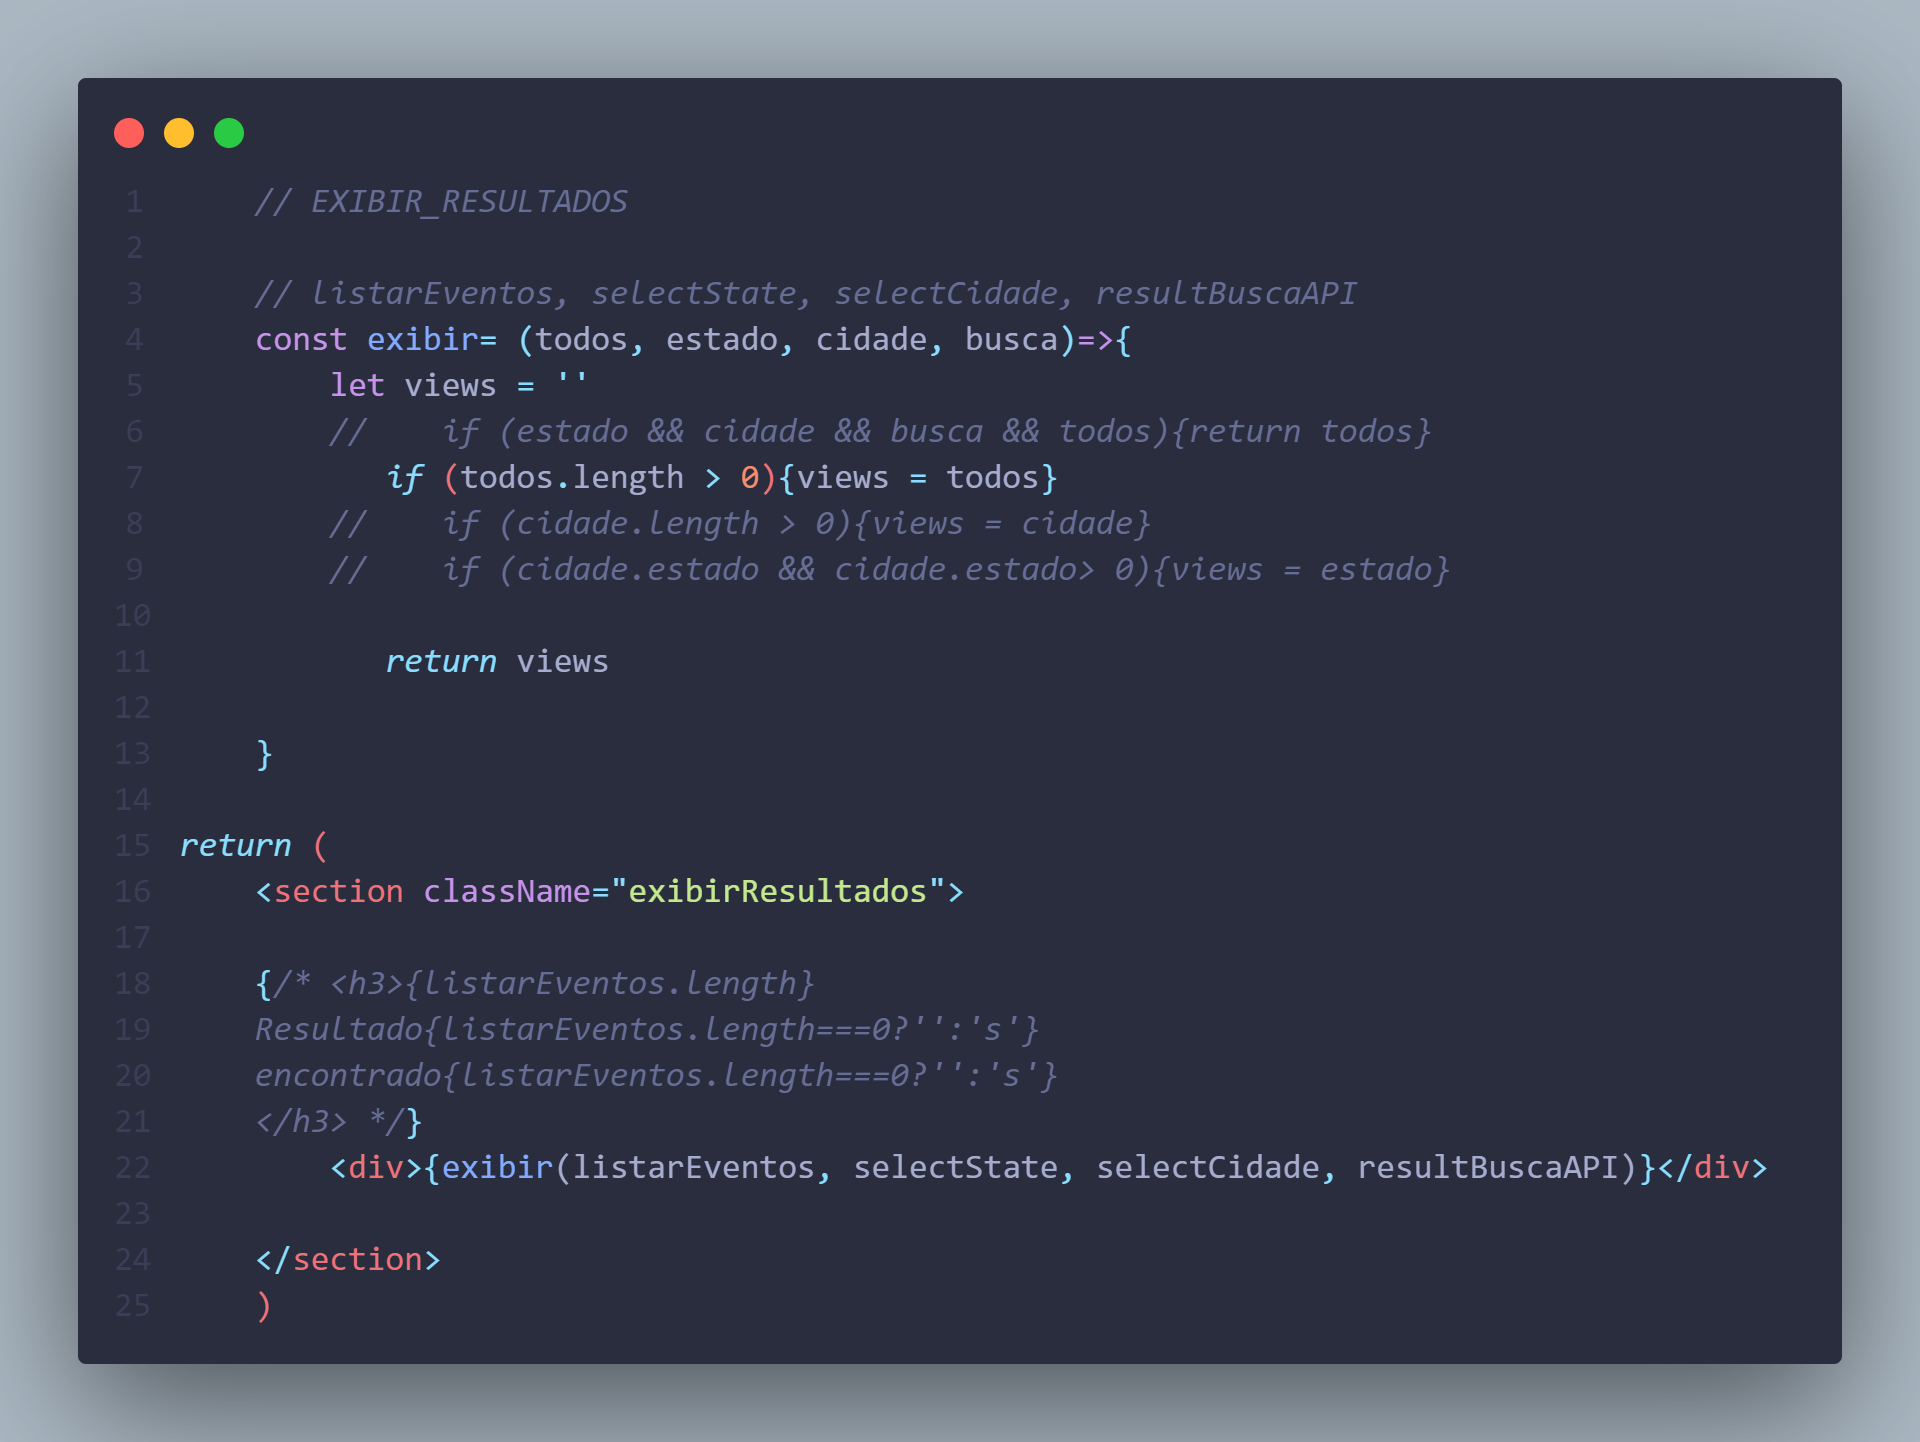 1 // EXIBIR_RESULTADOS
2
3 // listarEventos, selectState, selectCidade, resultBuscaAPI
4 const exibir= (todos, estado, cidade, busca)=>{
5 let views = ''
6 //    if (estado && cidade && busca && todos){return todos}
7 if (todos.length > 0){views = todos}
8 //    if (cidade.length > 0){views = cidade}
9 //    if (cidade.estado && cidade.estado> 0){views = estado}
10
11 return views
12
13 }
14
15 return (
16 <section className="exibirResultados">
17
18 {/* <h3>{listarEventos.length}
19 Resultado{listarEventos.length===0?'':'s'}
20 encontrado{listarEventos.length===0?'':'s'}
21 </h3> */}
22 <div>{exibir(listarEventos, selectState, selectCidade, resultBuscaAPI)}</div>
23
24 </section>
25 )